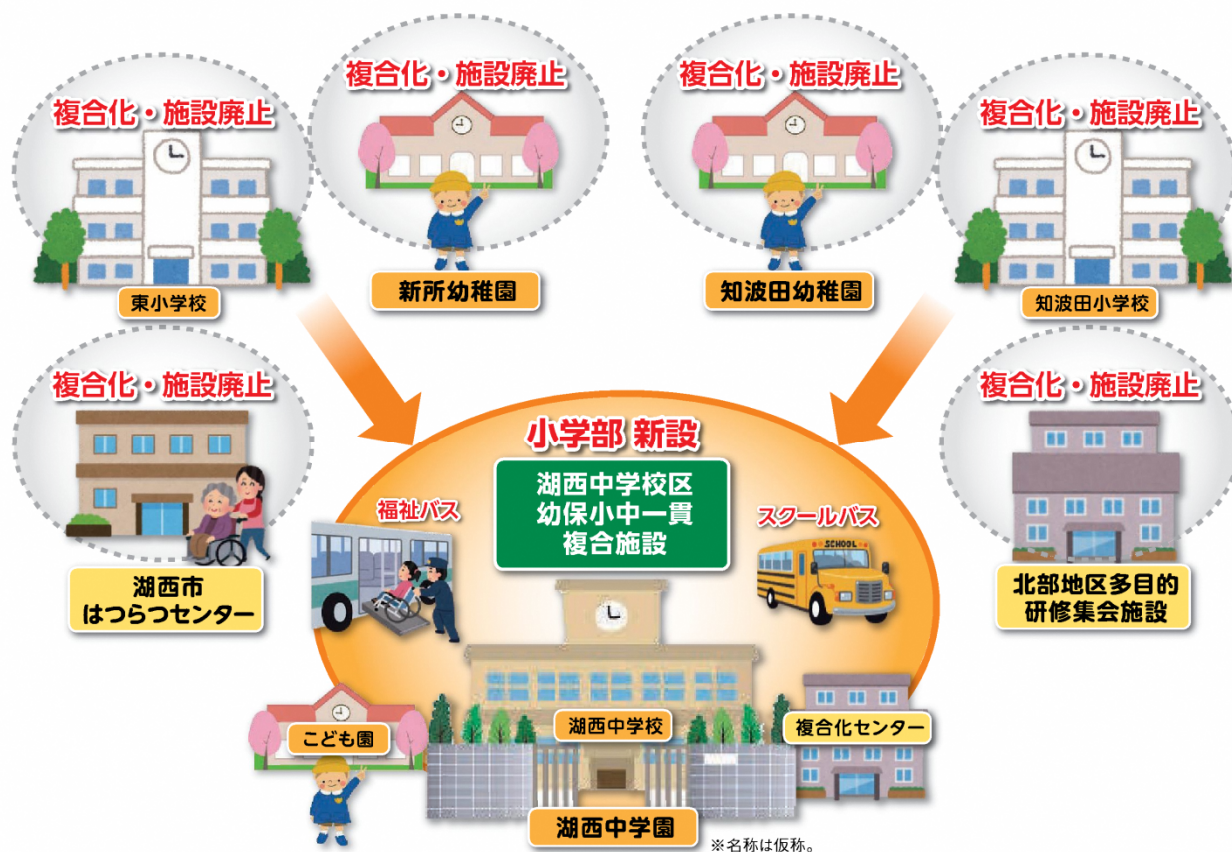 複合化・施設廃止
東小学校
複合化・施設廃止
新所幼稚園
複合化・施設廃止
知波田幼稚園
複合化・施設廃止
知波田小学校
複合化・施設廃止
湖西市
はつらつセンター
複合化・施設廃止
北部地区多目的
研修集会施設
小学部 新設
湖西中学校区
幼保小中一貫
複合施設
福祉バス
スクールバス
SCHOOL
こども園
湖西中学校
複合化センター
湖西中学園
※名称は仮称。